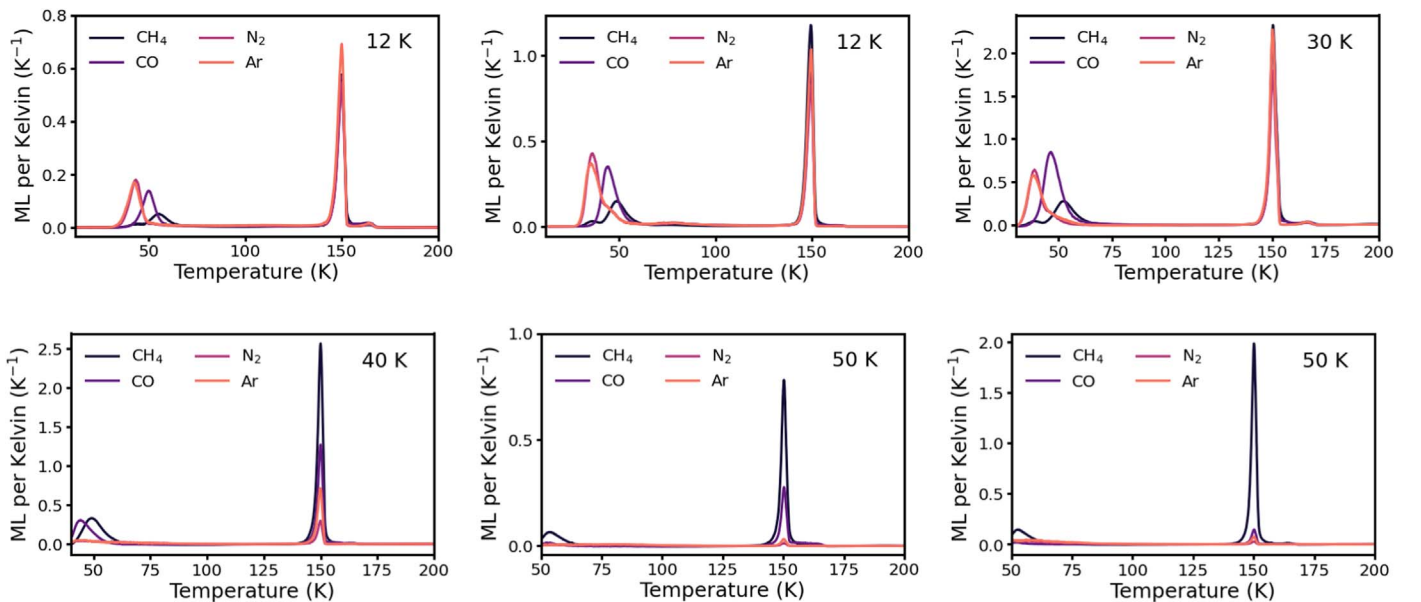 0.8
0.6
0.4
0.2
0.0
ML per Kelvin (K⁻¹)
CH₄ N₂
CO Ar
12 K
50 100 150 200
Temperature (K)
1.0
0.5
0.0
ML per Kelvin (K⁻¹)
CH₄ N₂
CO Ar
12 K
50 100 150 200
Temperature (K)
2.0
1.5
1.0
0.5
0.0
ML per Kelvin (K⁻¹)
CH₄ N₂
CO Ar
30 K
50 75 100 125 150 175 200
Temperature (K)
2.5
2.0
1.5
1.0
0.5
0.0
ML per Kelvin (K⁻¹)
CH₄ N₂
CO Ar
40 K
50 75 100 125 150 175 200
Temperature (K)
1.0
0.5
0.0
ML per Kelvin (K⁻¹)
CH₄ N₂
CO Ar
50 K
50 75 100 125 150 175 200
Temperature (K)
2.0
1.5
1.0
0.5
0.0
ML per Kelvin (K⁻¹)
CH₄ N₂
CO Ar
50 K
50 75 100 125 150 175 200
Temperature (K)